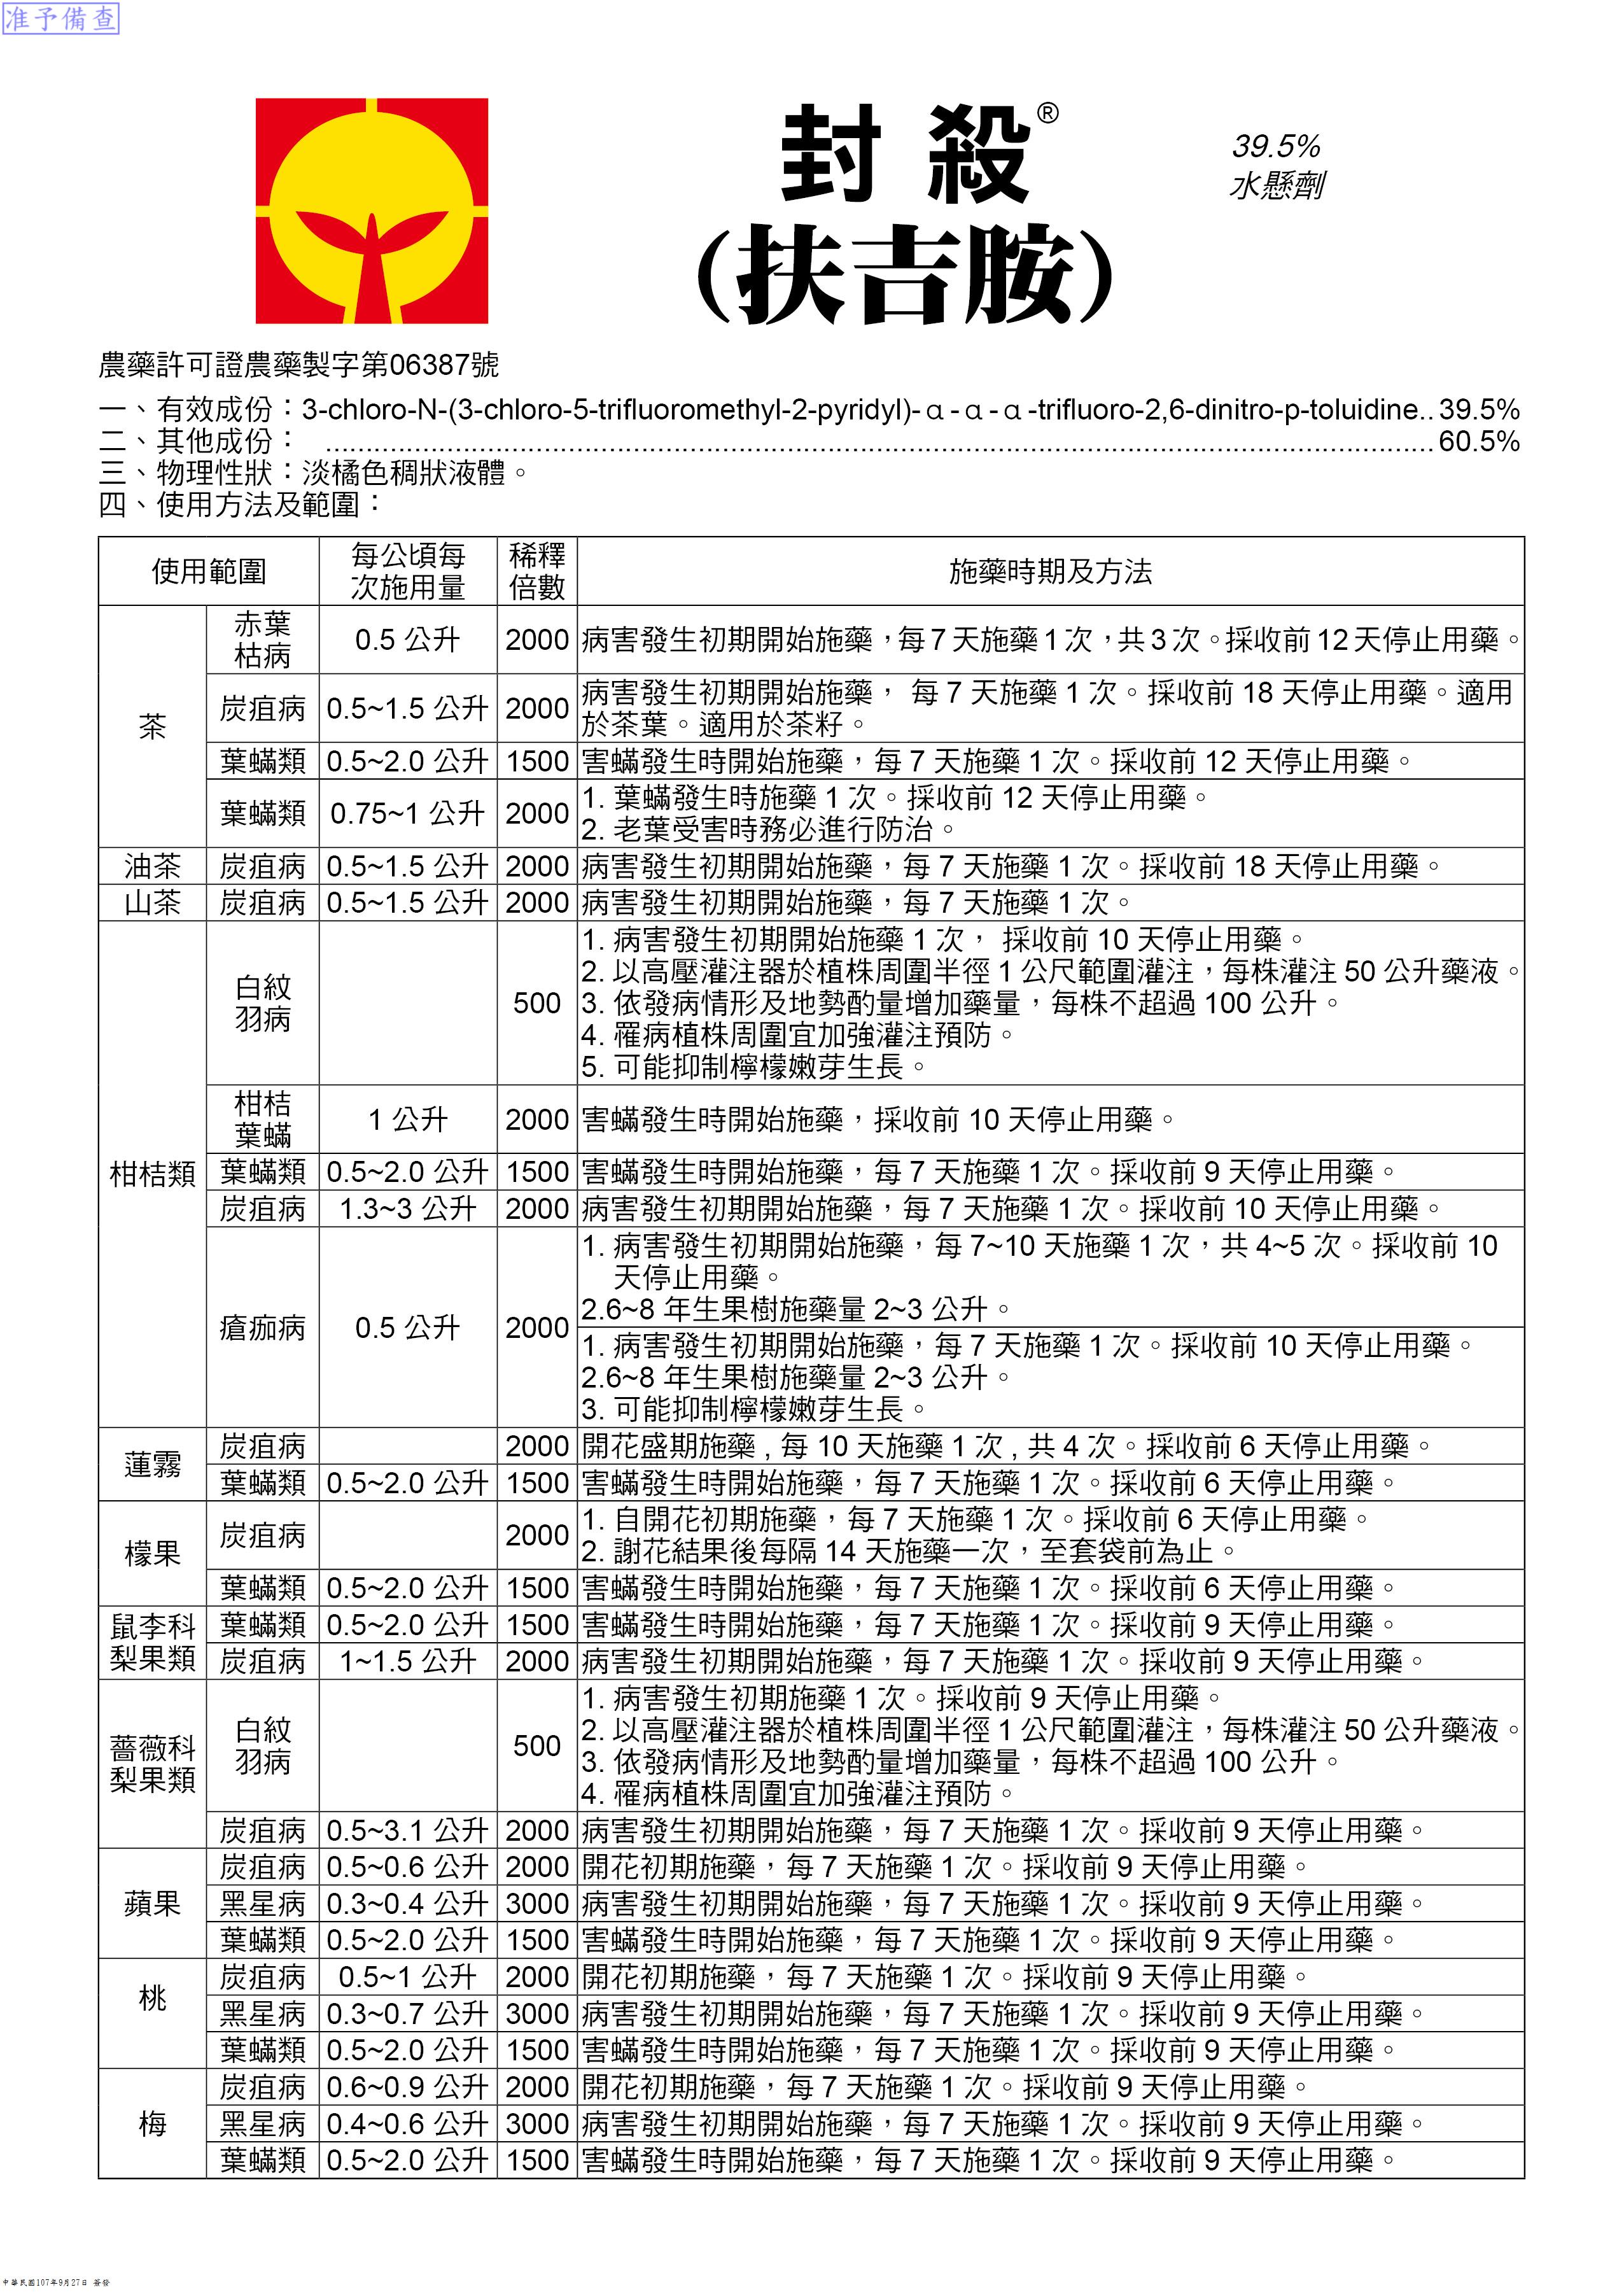 准予備查
封殺®
39.5%
水懸劑
(扶吉胺)
農藥許可證農藥製字第06387號
一、有效成份：3-chloro-N-(3-chloro-5-trifluoromethyl-2-pyridyl)-α-α-α-trifluoro-2,6-dinitro-p-toluidine.. 39.5%
二、其他成份： ........................................ 60.5%
三、物理性狀：淡橘色稠狀液體。
四、使用方法及範圍：
使用範圍 每公頃每次施用量 稀釋倍數 施藥時期及方法
茶 赤葉枯病 0.5 公升 2000 病害發生初期開始施藥，每7天施藥1次，共3次。採收前12天停止用藥。
炭疽病 0.5~1.5 公升 2000 病害發生初期開始施藥， 每 7 天施藥 1 次。採收前 18 天停止用藥。適用
於茶葉。適用於茶籽。
葉蟎類 0.5~2.0 公升 1500 害蟎發生時開始施藥，每 7 天施藥 1 次。採收前 12 天停止用藥。
葉蟎類 0.75~1 公升 2000 1. 葉蟎發生時施藥 1 次。採收前 12 天停止用藥。
2. 老葉受害時務必進行防治。
油茶 炭疽病 0.5~1.5 公升 2000 病害發生初期開始施藥，每 7 天施藥 1 次。採收前 18 天停止用藥。
山茶 炭疽病 0.5~1.5 公升 2000 病害發生初期開始施藥，每 7 天施藥 1 次。
柑桔類 白紋羽病 500 1. 病害發生初期開始施藥 1 次， 採收前 10 天停止用藥。
2. 以高壓灌注器於植株周圍半徑 1 公尺範圍灌注，每株灌注 50 公升藥液。
3. 依發病情形及地勢酌量增加藥量，每株不超過 100 公升。
4. 罹病植株周圍宜加強灌注預防。
5. 可能抑制檸檬嫩芽生長。
柑桔葉蟎 1 公升 2000 害蟎發生時開始施藥，採收前 10 天停止用藥。
葉蟎類 0.5~2.0 公升 1500 害蟎發生時開始施藥，每 7 天施藥 1 次。採收前 9 天停止用藥。
炭疽病 1.3~3 公升 2000 病害發生初期開始施藥，每 7 天施藥 1 次。採收前 10 天停止用藥。
瘡痂病 0.5 公升 2000 1. 病害發生初期開始施藥，每 7~10 天施藥 1 次，共 4~5 次。採收前 10
天停止用藥。
2.6~8 年生果樹施藥量 2~3 公升。
1. 病害發生初期開始施藥，每 7 天施藥 1 次。採收前 10 天停止用藥。
2.6~8 年生果樹施藥量 2~3 公升。
3. 可能抑制檸檬嫩芽生長。
蓮霧 炭疽病 2000 開花盛期施藥 , 每 10 天施藥 1 次 , 共 4 次。採收前 6 天停止用藥。
葉蟎類 0.5~2.0 公升 1500 害蟎發生時開始施藥，每 7 天施藥 1 次。採收前 6 天停止用藥。
檬果 炭疽病 2000 1. 自開花初期施藥，每 7 天施藥 1 次。採收前 6 天停止用藥。
2. 謝花結果後每隔 14 天施藥一次，至套袋前為止。
葉蟎類 0.5~2.0 公升 1500 害蟎發生時開始施藥，每 7 天施藥 1 次。採收前 6 天停止用藥。
鼠李科梨果類 葉蟎類 0.5~2.0 公升 1500 害蟎發生時開始施藥，每 7 天施藥 1 次。採收前 9 天停止用藥。
炭疽病 1~1.5 公升 2000 病害發生初期開始施藥，每 7 天施藥 1 次。採收前 9 天停止用藥。
薔薇科梨果類 白紋羽病 500 1. 病害發生初期施藥 1 次。採收前 9 天停止用藥。
2. 以高壓灌注器於植株周圍半徑 1 公尺範圍灌注，每株灌注 50 公升藥液。
3. 依發病情形及地勢酌量增加藥量，每株不超過 100 公升。
4. 罹病植株周圍宜加強灌注預防。
炭疽病 0.5~3.1 公升 2000 病害發生初期開始施藥，每 7 天施藥 1 次。採收前 9 天停止用藥。
蘋果 炭疽病 0.5~0.6 公升 2000 開花初期施藥，每 7 天施藥 1 次。採收前 9 天停止用藥。
黑星病 0.3~0.4 公升 3000 病害發生初期開始施藥，每 7 天施藥 1 次。採收前 9 天停止用藥。
葉蟎類 0.5~2.0 公升 1500 害蟎發生時開始施藥，每 7 天施藥 1 次。採收前 9 天停止用藥。
桃 炭疽病 0.5~1 公升 2000 開花初期施藥，每 7 天施藥 1 次。採收前 9 天停止用藥。
黑星病 0.3~0.7 公升 3000 病害發生初期開始施藥，每 7 天施藥 1 次。採收前 9 天停止用藥。
葉蟎類 0.5~2.0 公升 1500 害蟎發生時開始施藥，每 7 天施藥 1 次。採收前 9 天停止用藥。
梅 炭疽病 0.6~0.9 公升 2000 開花初期施藥，每 7 天施藥 1 次。採收前 9 天停止用藥。
黑星病 0.4~0.6 公升 3000 病害發生初期開始施藥，每 7 天施藥 1 次。採收前 9 天停止用藥。
葉蟎類 0.5~2.0 公升 1500 害蟎發生時開始施藥，每 7 天施藥 1 次。採收前 9 天停止用藥。
中華民國107年9月27日 簽發